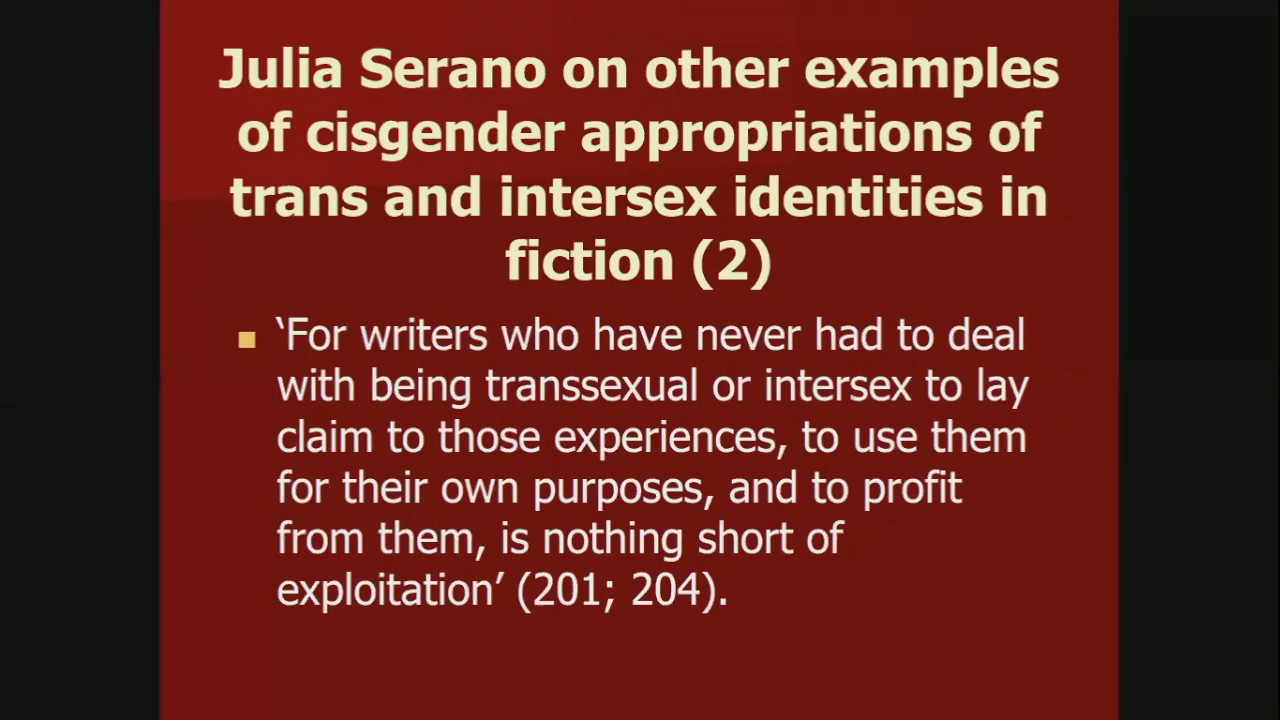 Julia Serano on other examples
of cisgender appropriations of
trans and intersex identities in
fiction (2)
‘For writers who have never had to deal
with being transsexual or intersex to lay
claim to those experiences, to use them
for their own purposes, and to profit
from them, is nothing short of
exploitation’ (201; 204).